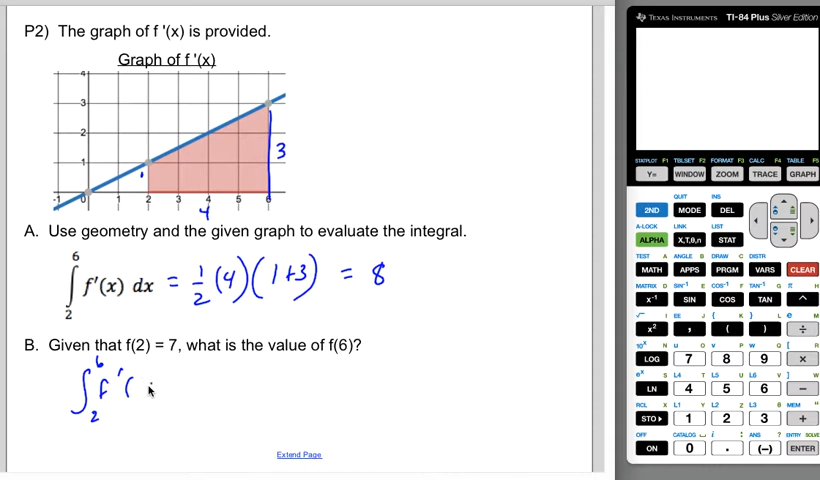 P2) The graph of f '(x) is provided.
Graph of f '(x)
4
3
2
1
-1 0 2 3 4 5 6
1
3
4
A. Use geometry and the given graph to evaluate the integral.
6
∫ f'(x) dx = 1/2 (4)(1+3) = 8
2
B. Given that f(2) = 7, what is the value of f(6)?
6
∫ f'(
2
Extend Page
TEXAS INSTRUMENTS TI-84 Plus Silver Edition
STATPLOT F1 TBLSET F2 FORMAT F3 CALC F4 TABLE F5
Y= WINDOW ZOOM TRACE GRAPH
QUIT INS
2ND MODE DEL
A-LOCK LINK LIST
ALPHA X,T,θ,n STAT
TEST A ANGLE B DRAW C DISTR
MATH APPS PRGM VARS CLEAR
MATRIX D SIN⁻¹ E COS⁻¹ F TAN⁻¹ G π H
x⁻¹ SIN COS TAN ^
√ I EE J { K } L e M
x² , ( ) ÷
10ˣ N u O v P w Q [ R
LOG 7 8 9 ×
eˣ S L4 T L5 U L6 V ] W
LN 4 5 6 −
RCL X L1 Y L2 Z L3 θ MEM "
STO► 1 2 3 +
OFF CATALOG i : ANS ? ENTRY SOLVE
ON 0 . (–) ENTER